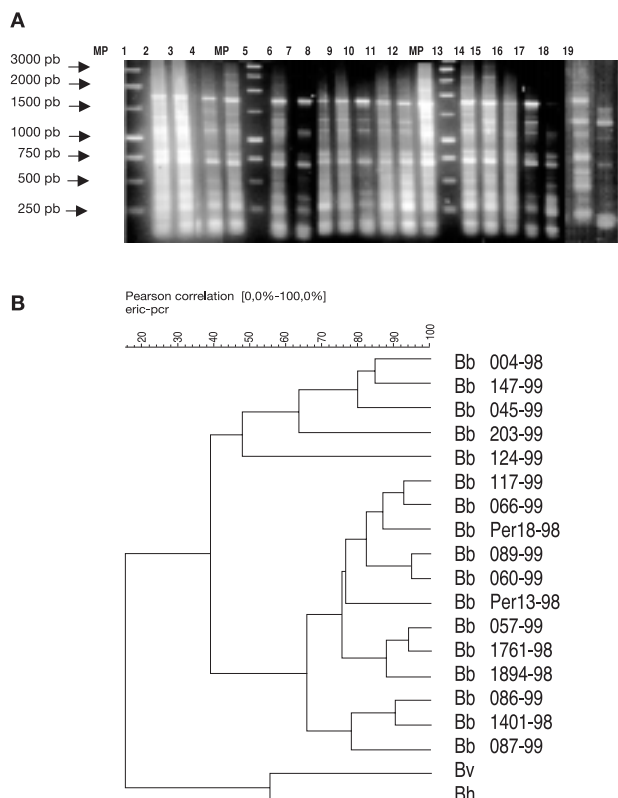 A
MP 1 2 3 4 MP 5 6 7 8 9 10 11 12 MP 13 14 15 16 17 18 19
3000 pb
2000 pb
1500 pb
1000 pb
750 pb
500 pb
250 pb
B
Pearson correlation [0,0%-100,0%]
eric-pcr
20 30 40 50 60 70 80 90 100
Bb 004-98
Bb 147-99
Bb 045-99
Bb 203-99
Bb 124-99
Bb 117-99
Bb 066-99
Bb Per18-98
Bb 089-99
Bb 060-99
Bb Per13-98
Bb 057-99
Bb 1761-98
Bb 1894-98
Bb 086-99
Bb 1401-98
Bb 087-99
Bv